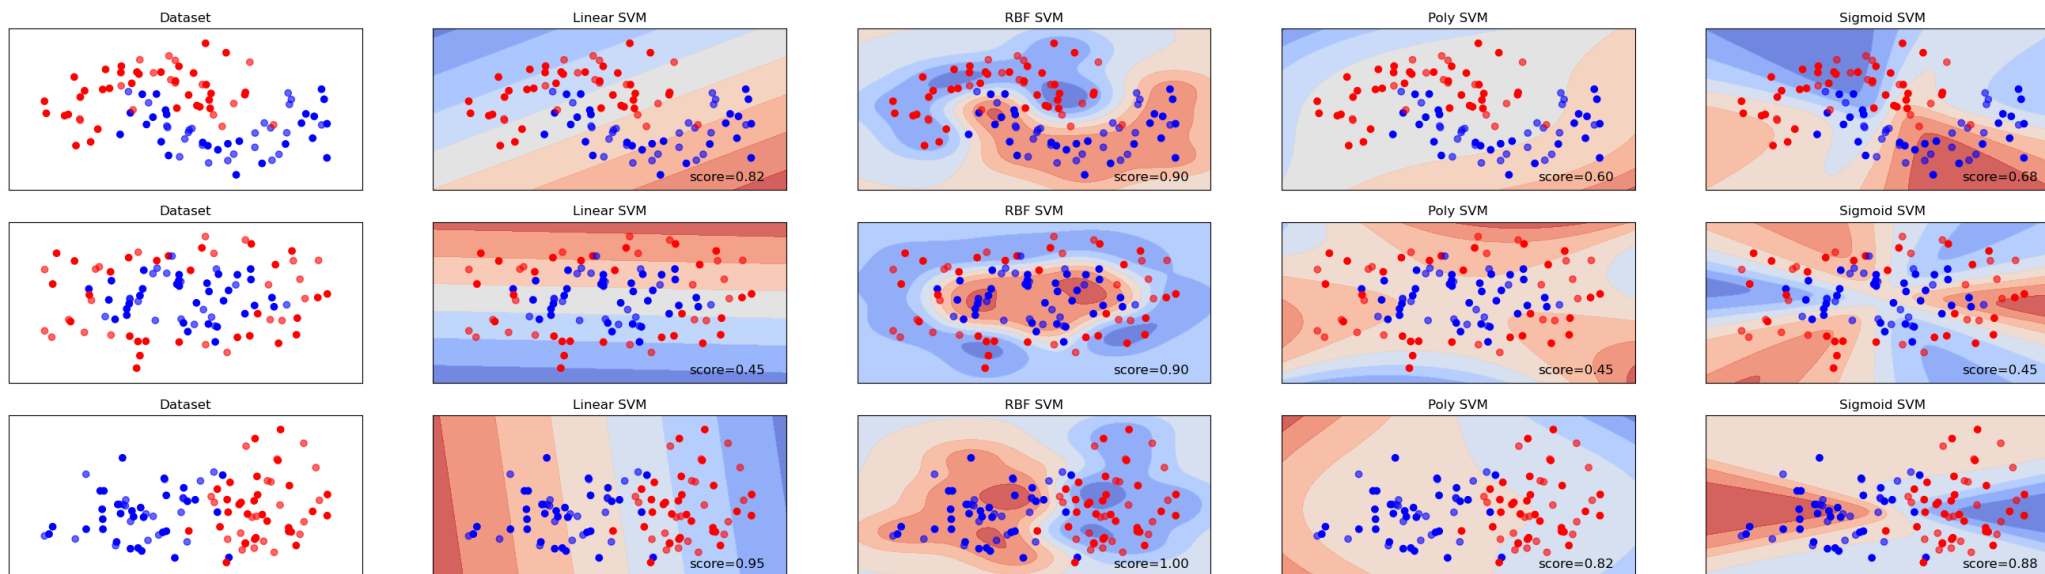 Dataset
Linear SVM
RBF SVM
Poly SVM
Sigmoid SVM
score=0.82
score=0.90
score=0.60
score=0.68
Dataset
Linear SVM
RBF SVM
Poly SVM
Sigmoid SVM
score=0.45
score=0.90
score=0.45
score=0.45
Dataset
Linear SVM
RBF SVM
Poly SVM
Sigmoid SVM
score=0.95
score=1.00
score=0.82
score=0.88